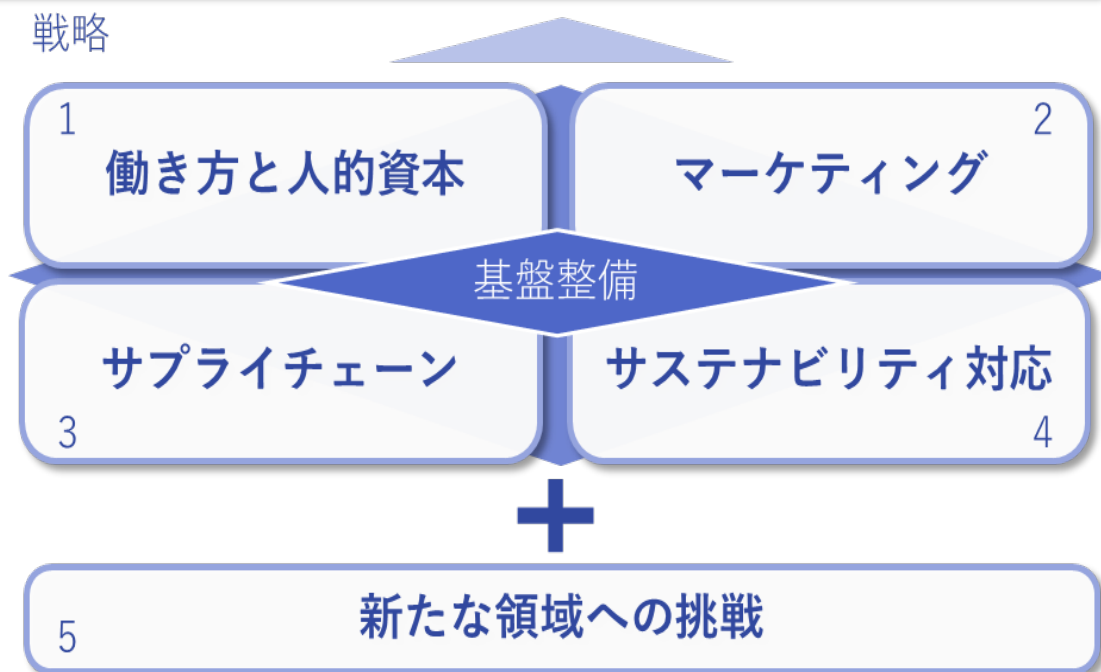 戦略
1
働き方と人的資本
2
マーケティング
基盤整備
サプライチェーン
3
サステナビリティ対応
4
新たな領域への挑戦
5